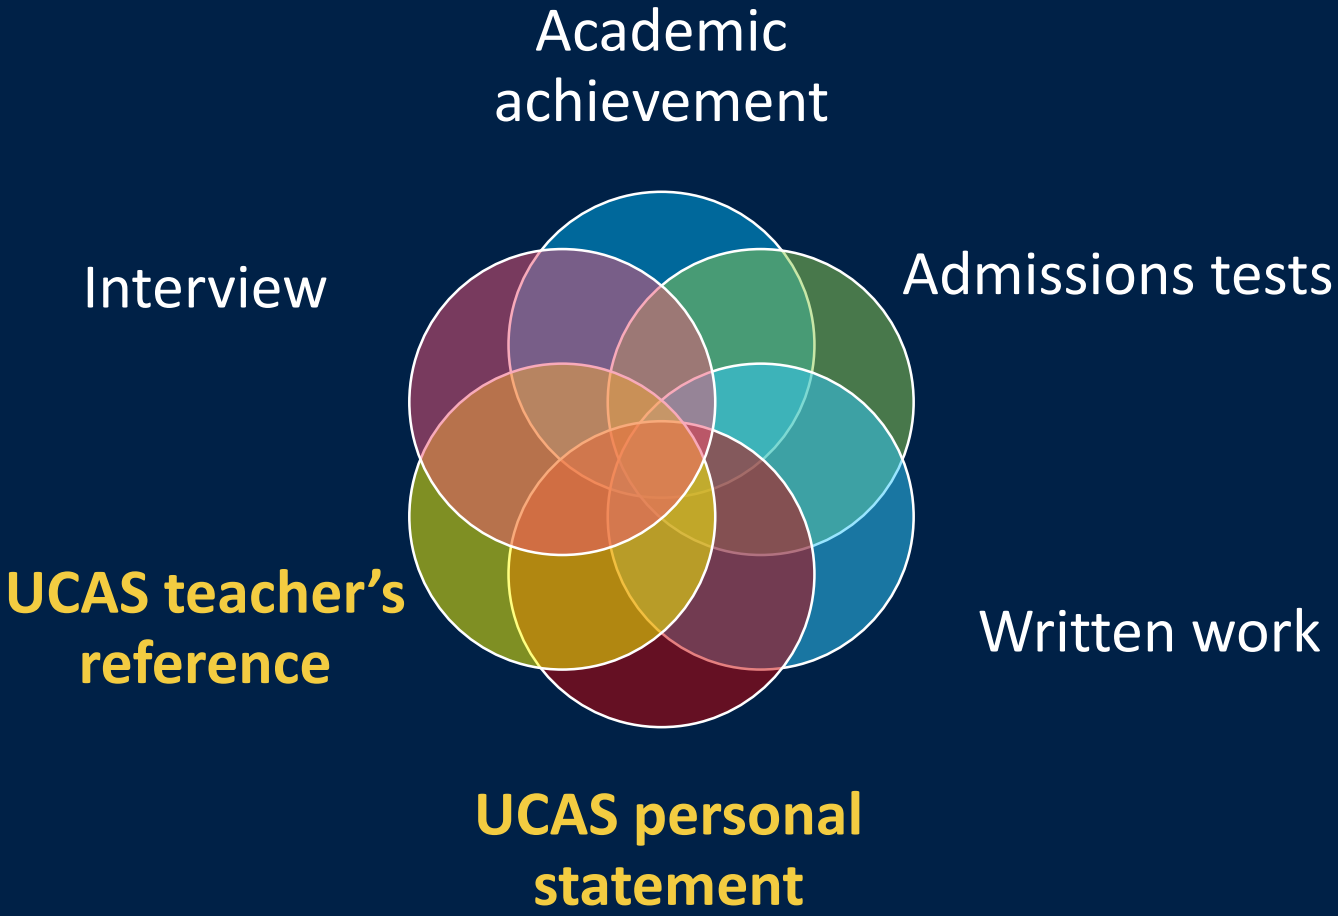 Academic
achievement
Interview
Admissions tests
UCAS teacher’s
reference
Written work
UCAS personal
statement